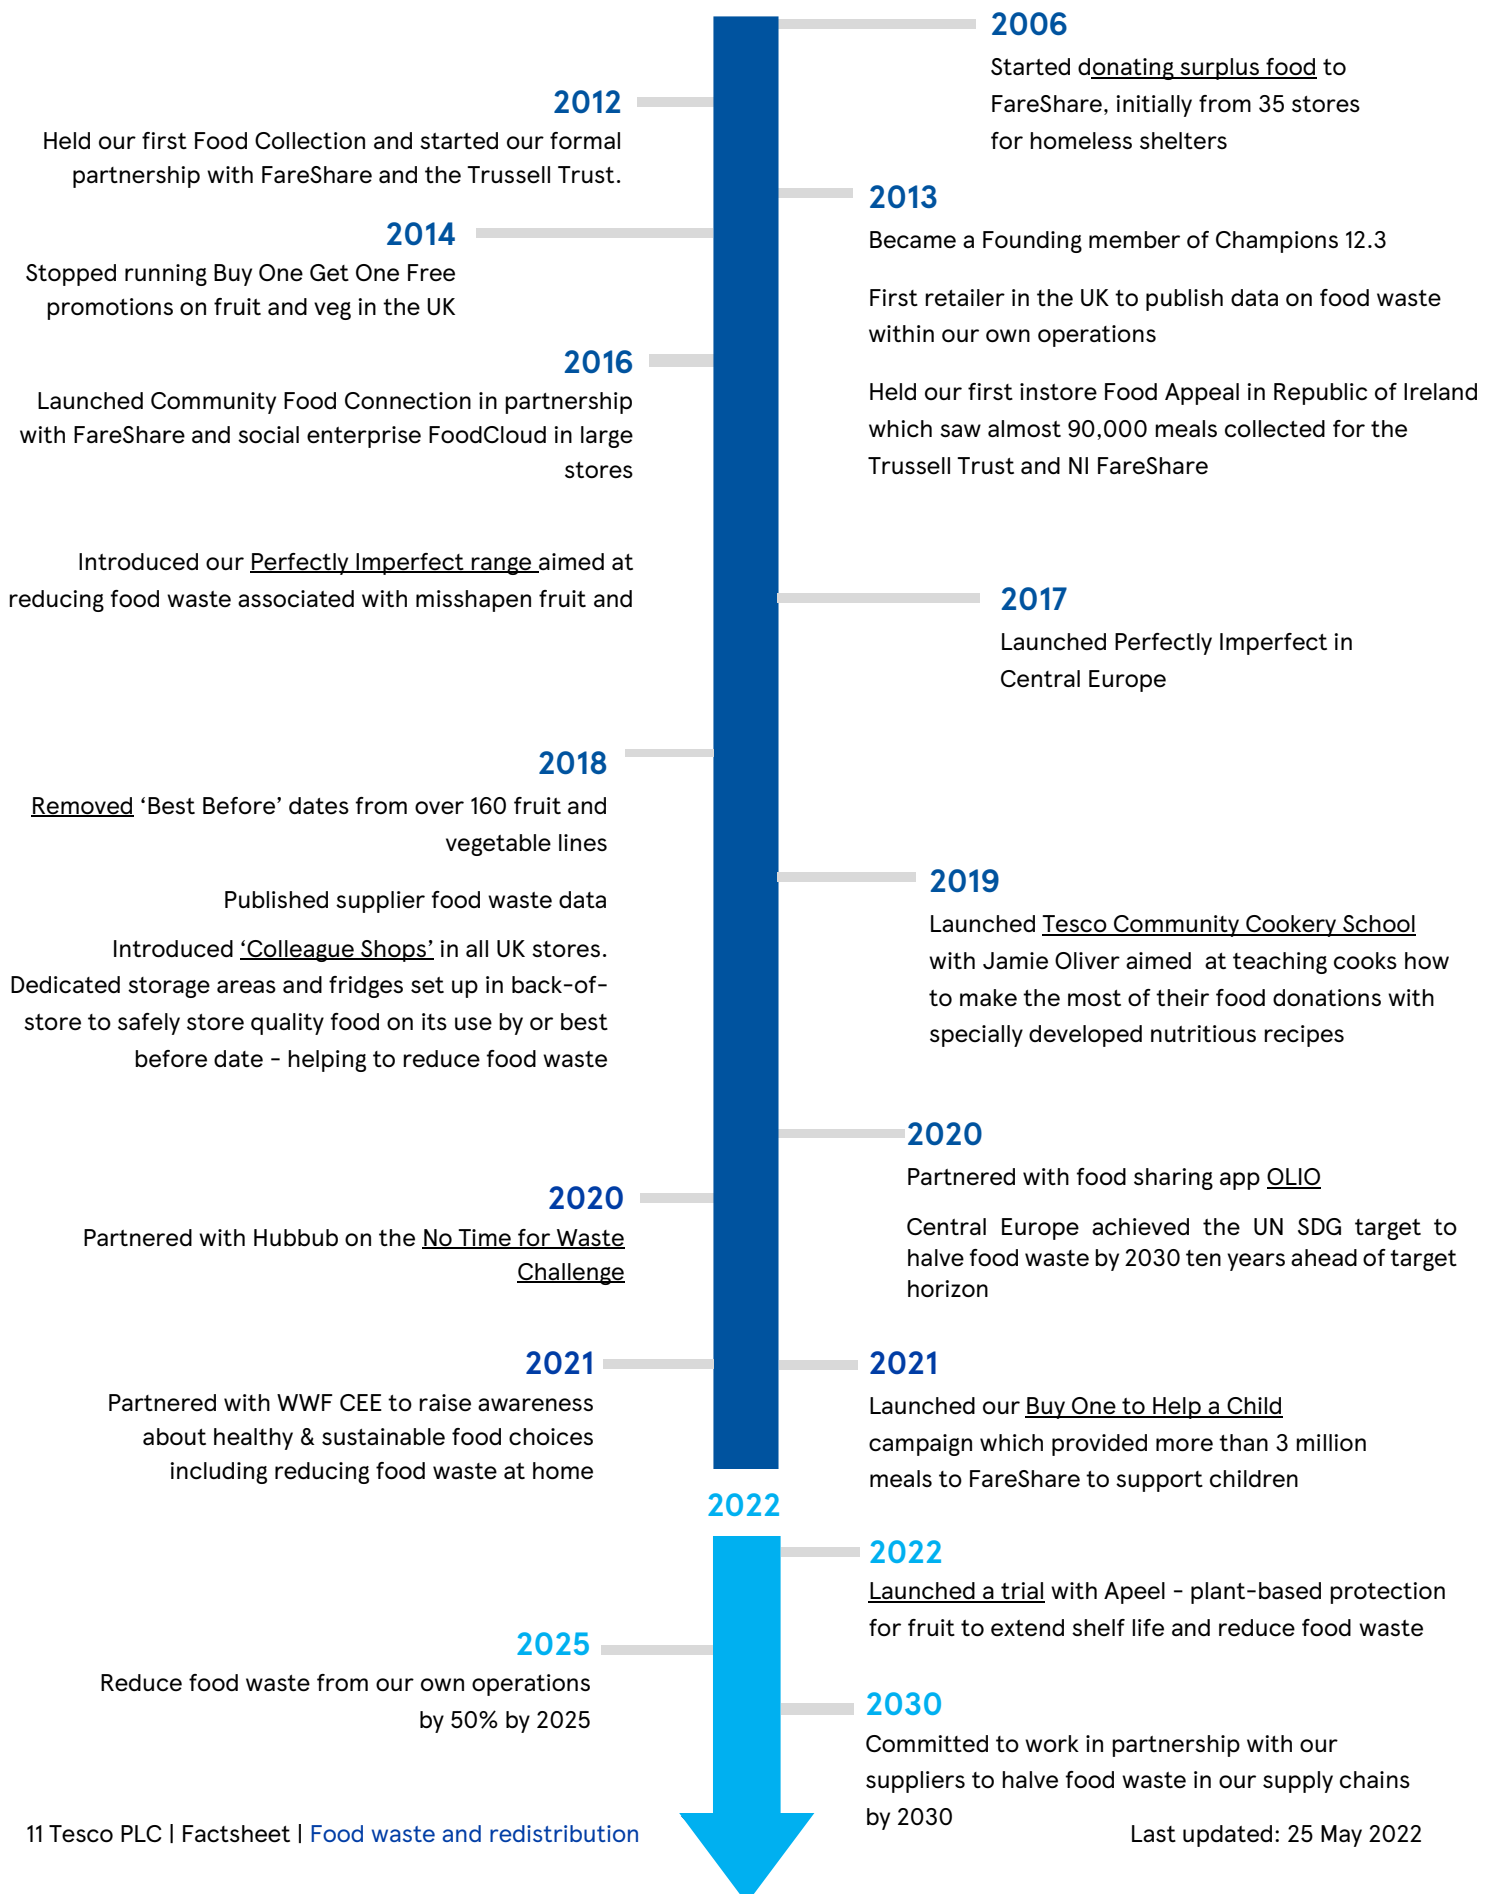 2006
Started donating surplus food to
FareShare, initially from 35 stores
for homeless shelters
2012
Held our first Food Collection and started our formal
partnership with FareShare and the Trussell Trust.
2013
Became a Founding member of Champions 12.3
First retailer in the UK to publish data on food waste
within our own operations
Held our first instore Food Appeal in Republic of Ireland
which saw almost 90,000 meals collected for the
Trussell Trust and NI FareShare
2014
Stopped running Buy One Get One Free
promotions on fruit and veg in the UK
2016
Launched Community Food Connection in partnership
with FareShare and social enterprise FoodCloud in large
stores
Introduced our Perfectly Imperfect range aimed at
reducing food waste associated with misshapen fruit and
2017
Launched Perfectly Imperfect in
Central Europe
2018
Removed ‘Best Before’ dates from over 160 fruit and
vegetable lines
Published supplier food waste data
Introduced ‘Colleague Shops’ in all UK stores.
Dedicated storage areas and fridges set up in back-of-
store to safely store quality food on its use by or best
before date - helping to reduce food waste
2019
Launched Tesco Community Cookery School
with Jamie Oliver aimed at teaching cooks how
to make the most of their food donations with
specially developed nutritious recipes
2020
Partnered with food sharing app OLIO
Central Europe achieved the UN SDG target to
halve food waste by 2030 ten years ahead of target
horizon
2020
Partnered with Hubbub on the No Time for Waste
Challenge
2021
Partnered with WWF CEE to raise awareness
about healthy & sustainable food choices
including reducing food waste at home
2021
Launched our Buy One to Help a Child
campaign which provided more than 3 million
meals to FareShare to support children
2022
2022
Launched a trial with Apeel - plant-based protection
for fruit to extend shelf life and reduce food waste
2025
Reduce food waste from our own operations
by 50% by 2025
2030
Committed to work in partnership with our
suppliers to halve food waste in our supply chains
by 2030
11 Tesco PLC | Factsheet | Food waste and redistribution
Last updated: 25 May 2022